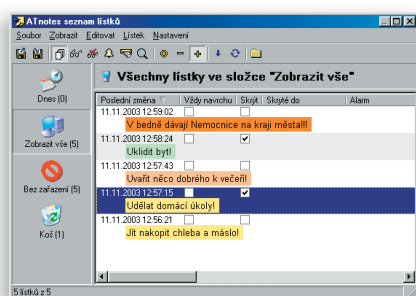 ATnotes seznam lístků
Soubor Zobrazit Editovat Lístek Nastavení
Všechny lístky ve složce "Zobrazit vše"
Dnes (0)
Zobrazit vše (5)
Bez zařazení (5)
Koš (1)
Poslední změna Vždy navrchu Skrýt Skryté do Alarm
11.11.2003 12:59:02
V bedně dávají Nemocnice na kraji města!!!
11.11.2003 12:58:24
Uklidit byt!
11.11.2003 12:57:43
Uvařit něco dobrého k večeři!
11.11.2003 12:57:15
Udělat domácí úkoly!
11.11.2003 12:56:21
Jít nakopit chleba a máslo!
5 lístků z 5